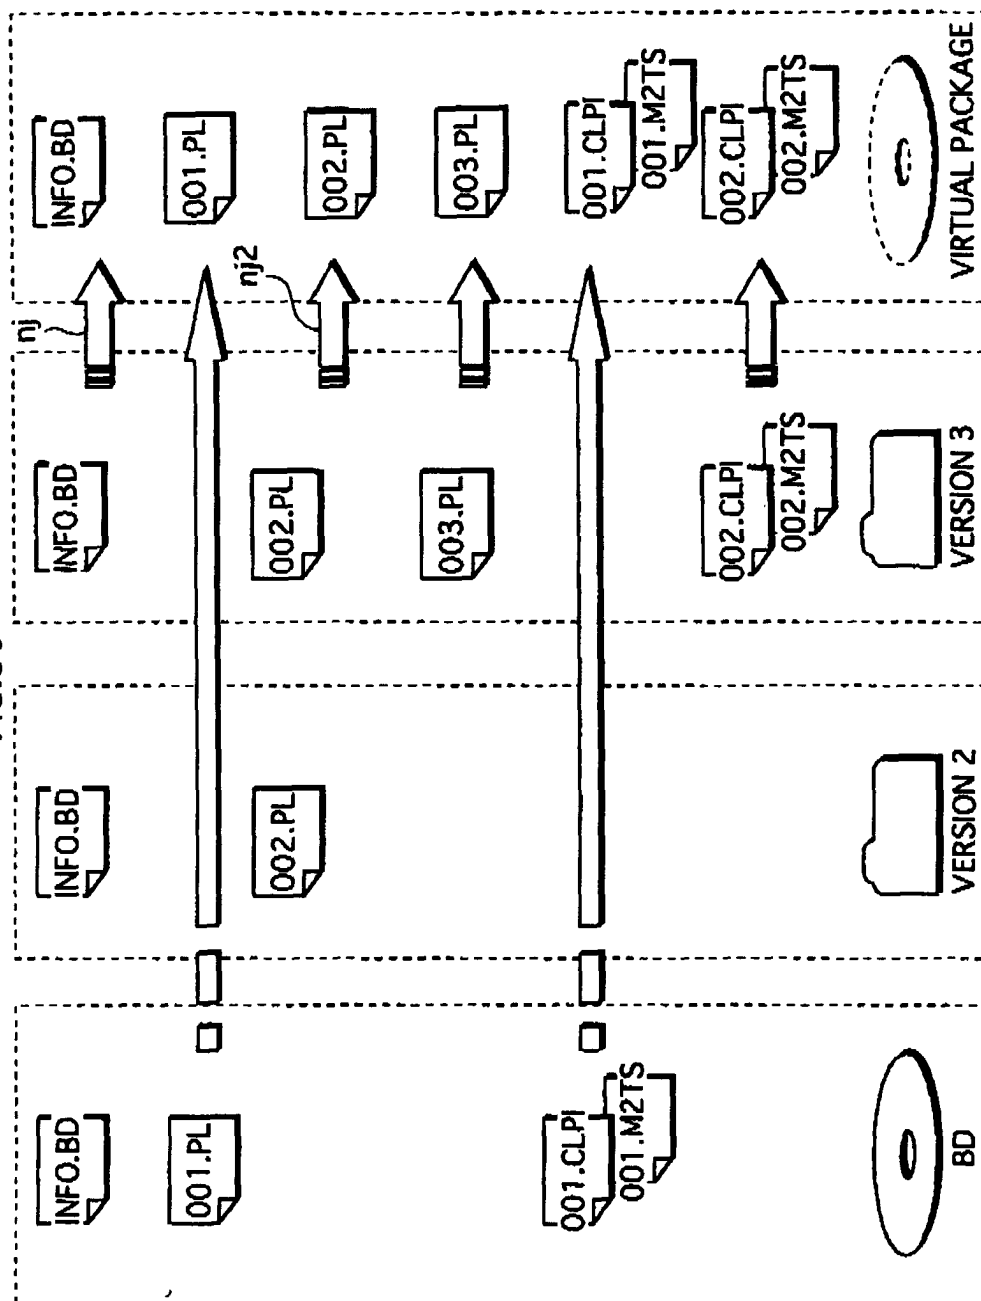 nj
INFO.BD
INFO.BD
INFO.BD
INFO.BD
001.PL
001.PL
nj2
002.PL
002.PL
002.PL
003.PL
003.PL
001.CLPI
001.M2TS
001.CLPI
001.M2TS
002.CLPI
002.M2TS
002.CLPI
002.M2TS
BD
VERSION 2
VERSION 3
VIRTUAL PACKAGE